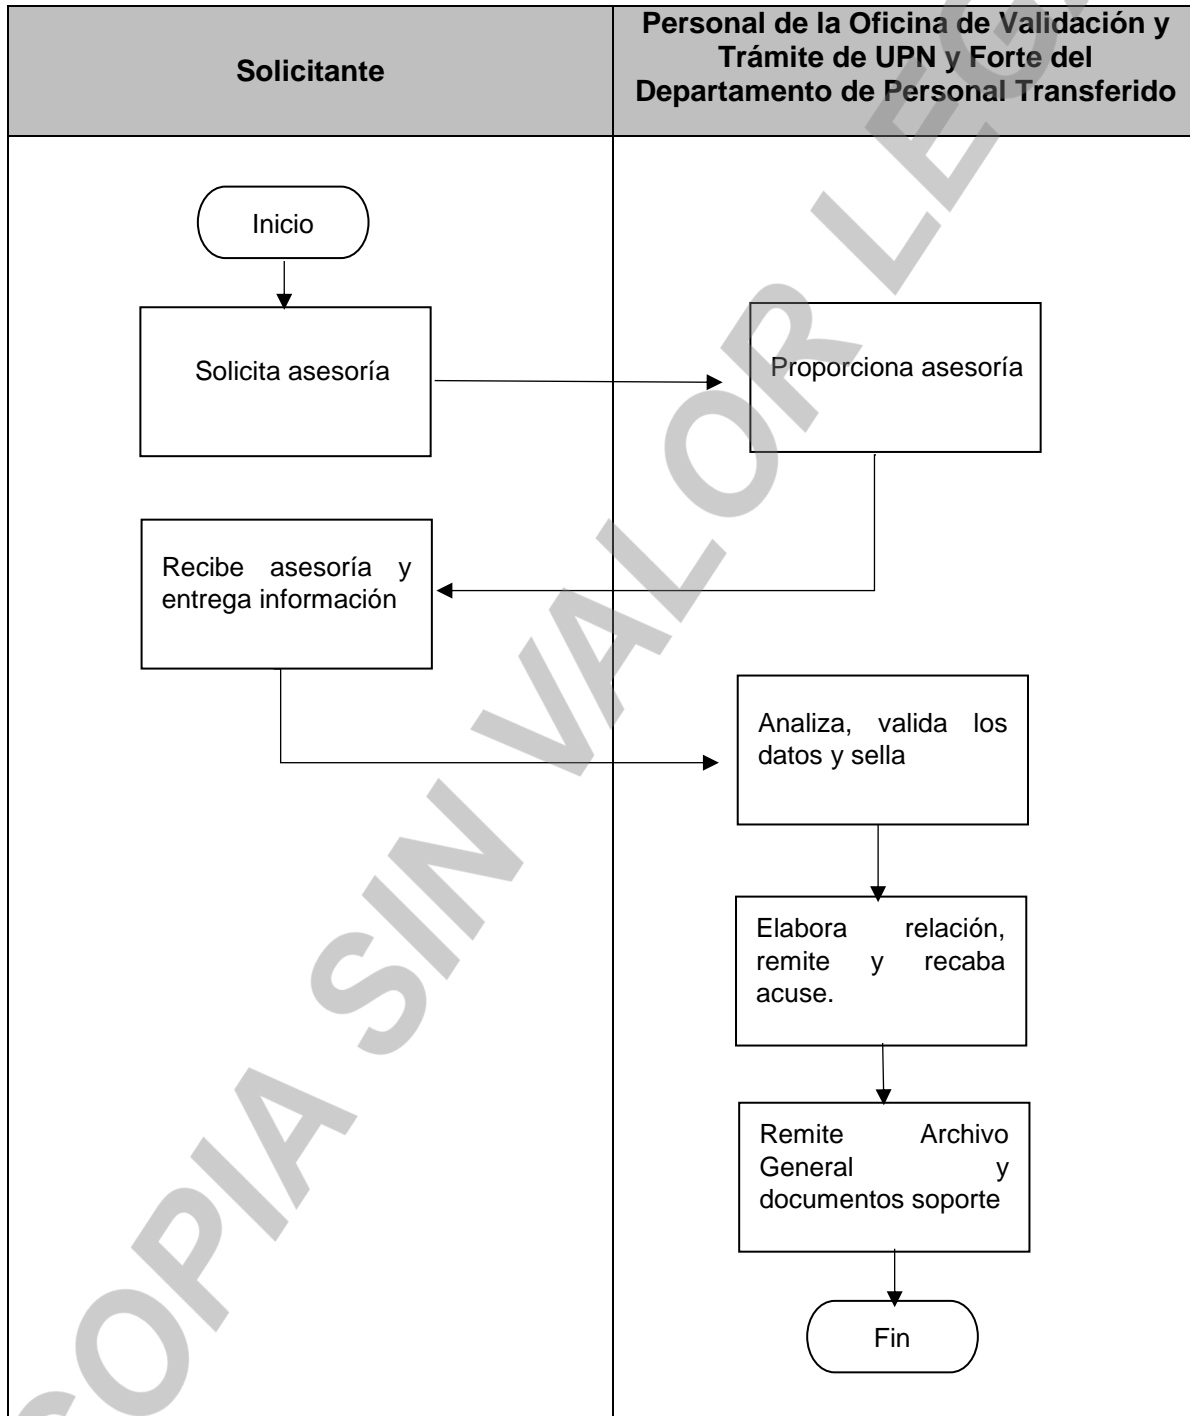 Solicitante
Personal de la Oficina de Validación y
Trámite de UPN y Forte del
Departamento de Personal Transferido
Inicio
Solicita asesoría
Proporciona asesoría
Recibe asesoría y
entrega información
Analiza, valida los
datos y sella
Elabora relación,
remite y recaba
acuse.
Remite Archivo
General y
documentos soporte
Fin
COPIA SIN VALOR LEGAL